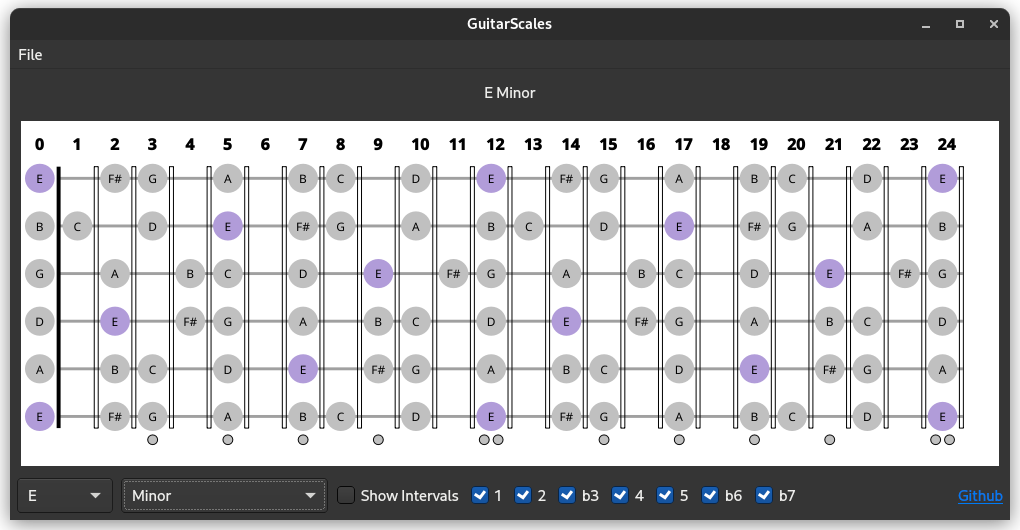 GuitarScales
File
E Minor
0 1 2 3 4 5 6 7 8 9 10 11 12 13 14 15 16 17 18 19 20 21 22 23 24
E F# G A B C D E F# G A B C D E
B C D E F# G A B C D E F# G A B
G A B C D E F# G A B C D E F# G
D E F# G A B C D E F# G A B C D
A B C D E F# G A B C D E F# G A
E F# G A B C D E F# G A B C D E
E Minor Show Intervals 1 2 b3 4 5 b6 b7 Github